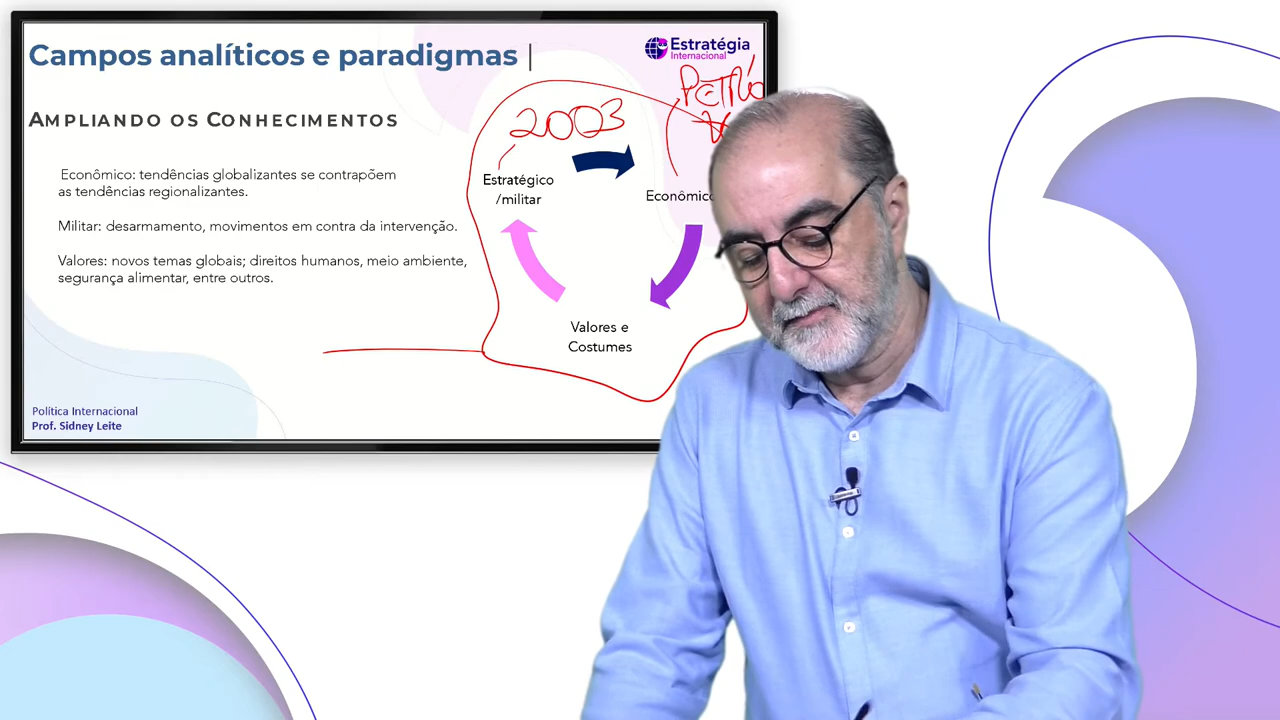 Campos analíticos e paradigmas |
Estratégia
Internacional
AMPLIANDO OS CONHECIMENTOS
2003
Econômico: tendências globalizantes se contrapõem
as tendências regionalizantes.
Militar: desarmamento, movimentos em contra da intervenção.
Valores: novos temas globais; direitos humanos, meio ambiente,
segurança alimentar, entre outros.
Estratégico
/militar
Econômico
Valores e
Costumes
Política Internacional
Prof. Sidney Leite